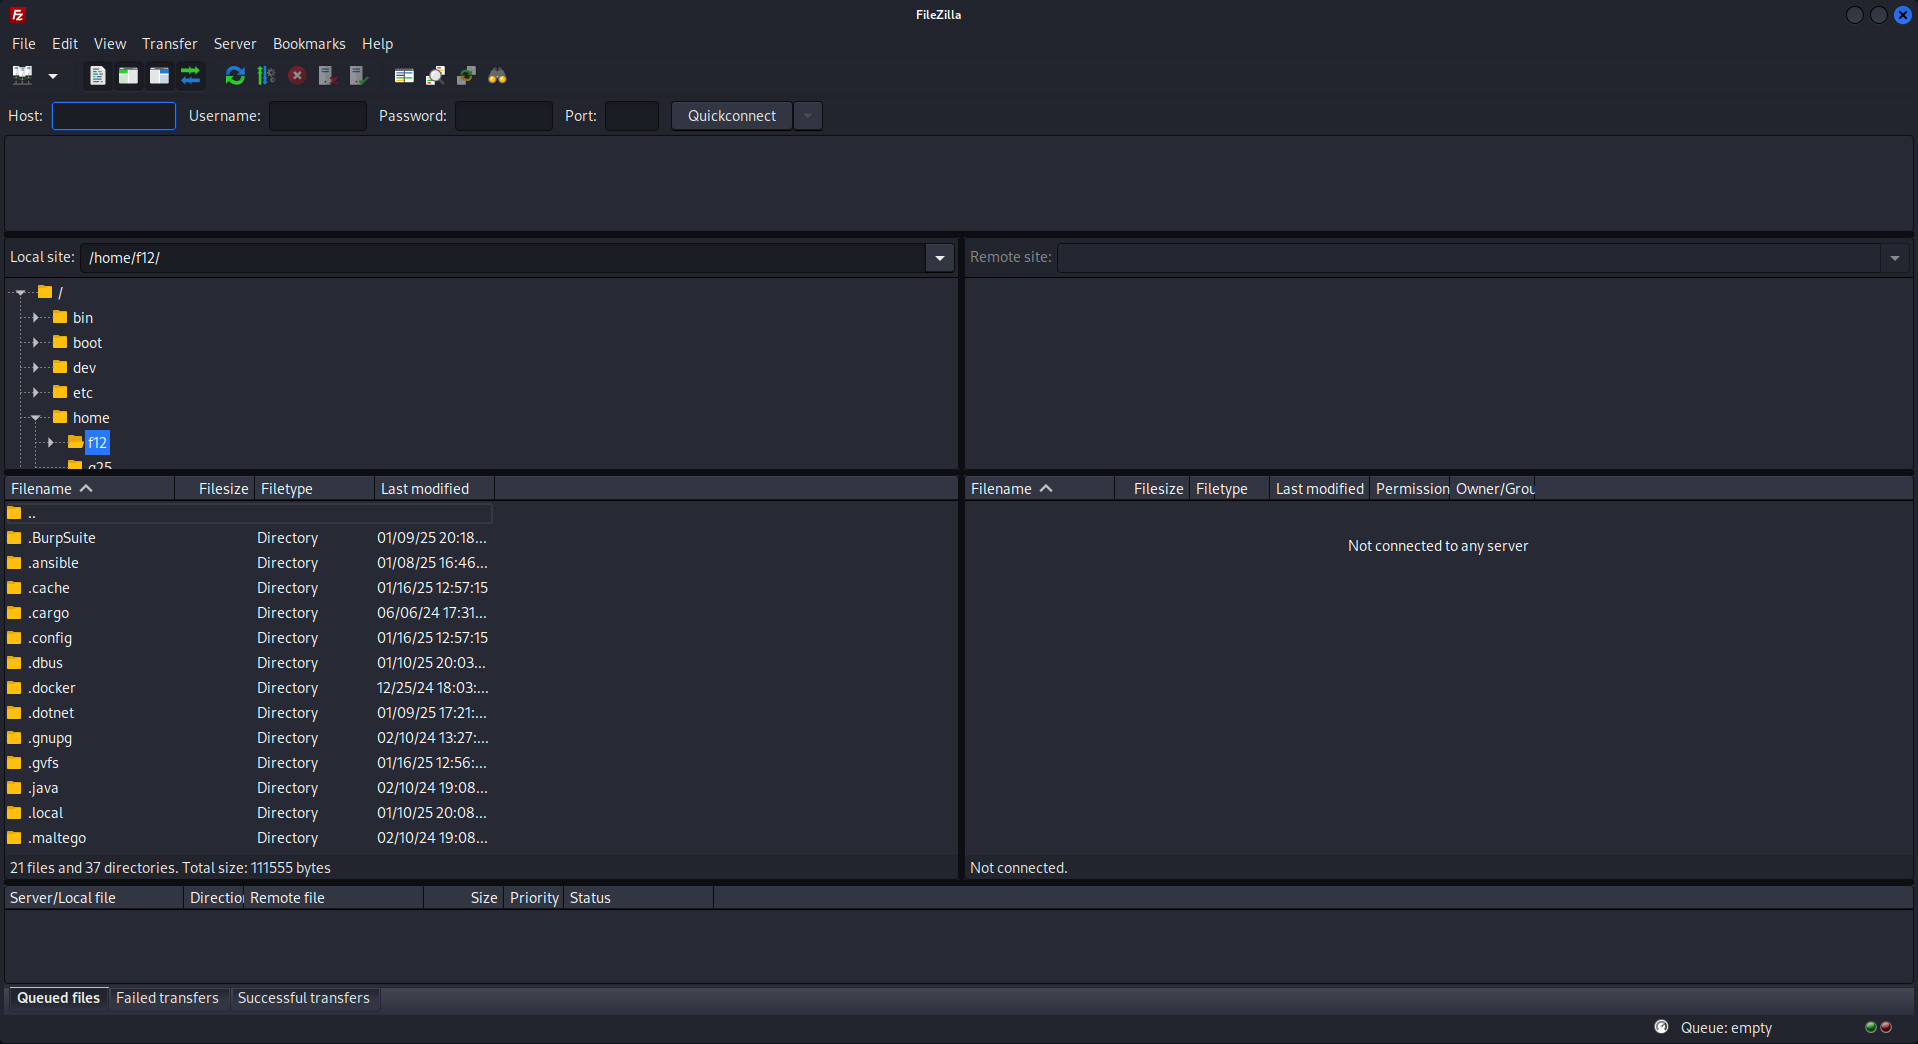 FileZilla
File Edit View Transfer Server Bookmarks Help
Host: Username: Password: Port: Quickconnect
Local site: /home/f12/
Remote site:
/
bin
boot
dev
etc
home
f12
g25
Filename Filesize Filetype Last modified
..
.BurpSuite Directory 01/09/25 20:18...
.ansible Directory 01/08/25 16:46...
.cache Directory 01/16/25 12:57:15
.cargo Directory 06/06/24 17:31...
.config Directory 01/16/25 12:57:15
.dbus Directory 01/10/25 20:03...
.docker Directory 12/25/24 18:03:...
.dotnet Directory 01/09/25 17:21:...
.gnupg Directory 02/10/24 13:27:...
.gvfs Directory 01/16/25 12:56:...
.java Directory 02/10/24 19:08...
.local Directory 01/10/25 20:08...
.maltego Directory 02/10/24 19:08...
21 files and 37 directories. Total size: 111555 bytes
Filename Filesize Filetype Last modified Permission Owner/Grou
Not connected to any server
Not connected.
Server/Local file Direction Remote file Size Priority Status
Queued files Failed transfers Successful transfers
Queue: empty